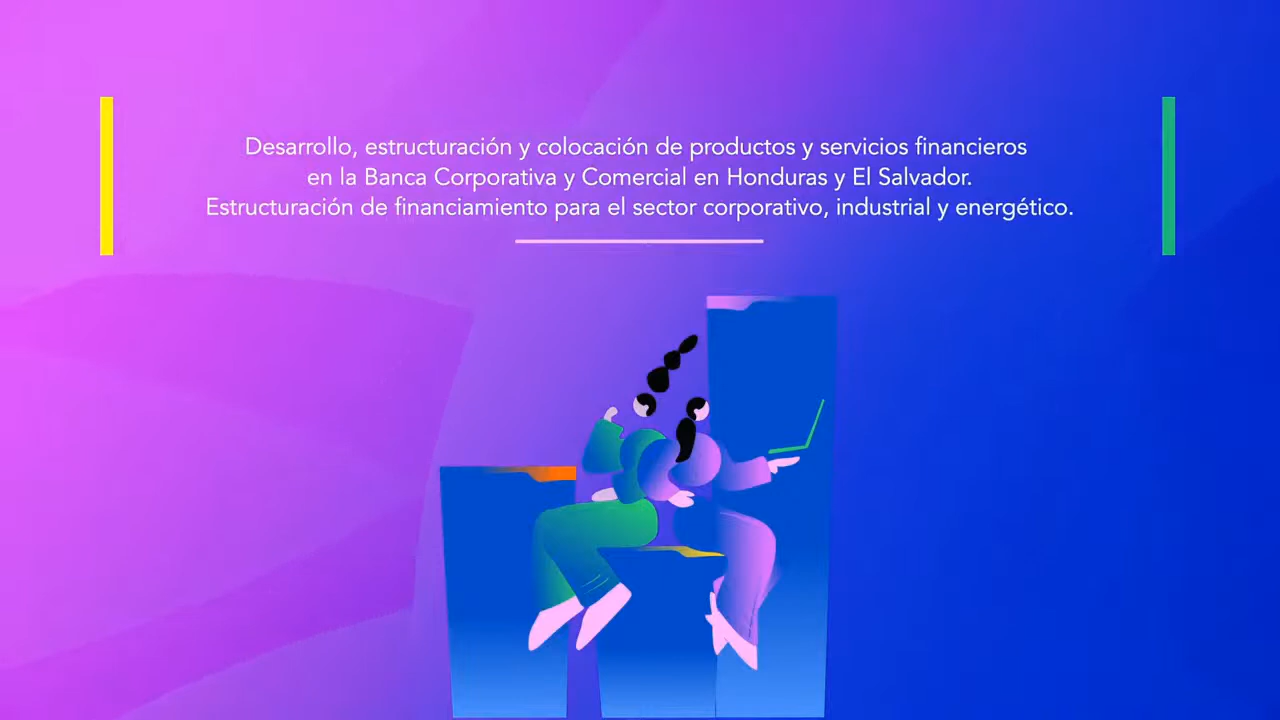 Desarrollo, estructuración y colocación de productos y servicios financieros
en la Banca Corporativa y Comercial en Honduras y El Salvador.
Estructuración de financiamiento para el sector corporativo, industrial y energético.